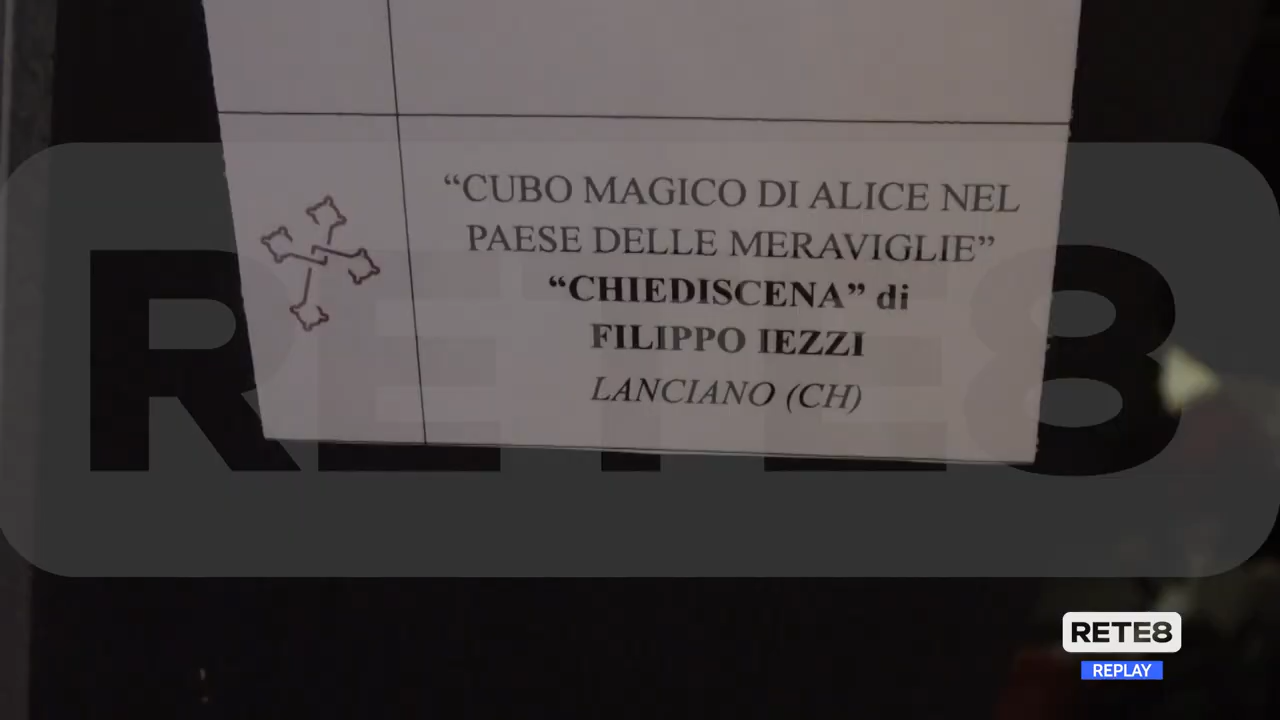 “CUBO MAGICO DI ALICE NEL
PAESE DELLE MERAVIGLIE”
“CHIEDISCENA” di
FILIPPO IEZZI
LANCIANO (CH)
RETE8
RETE8
REPLAY